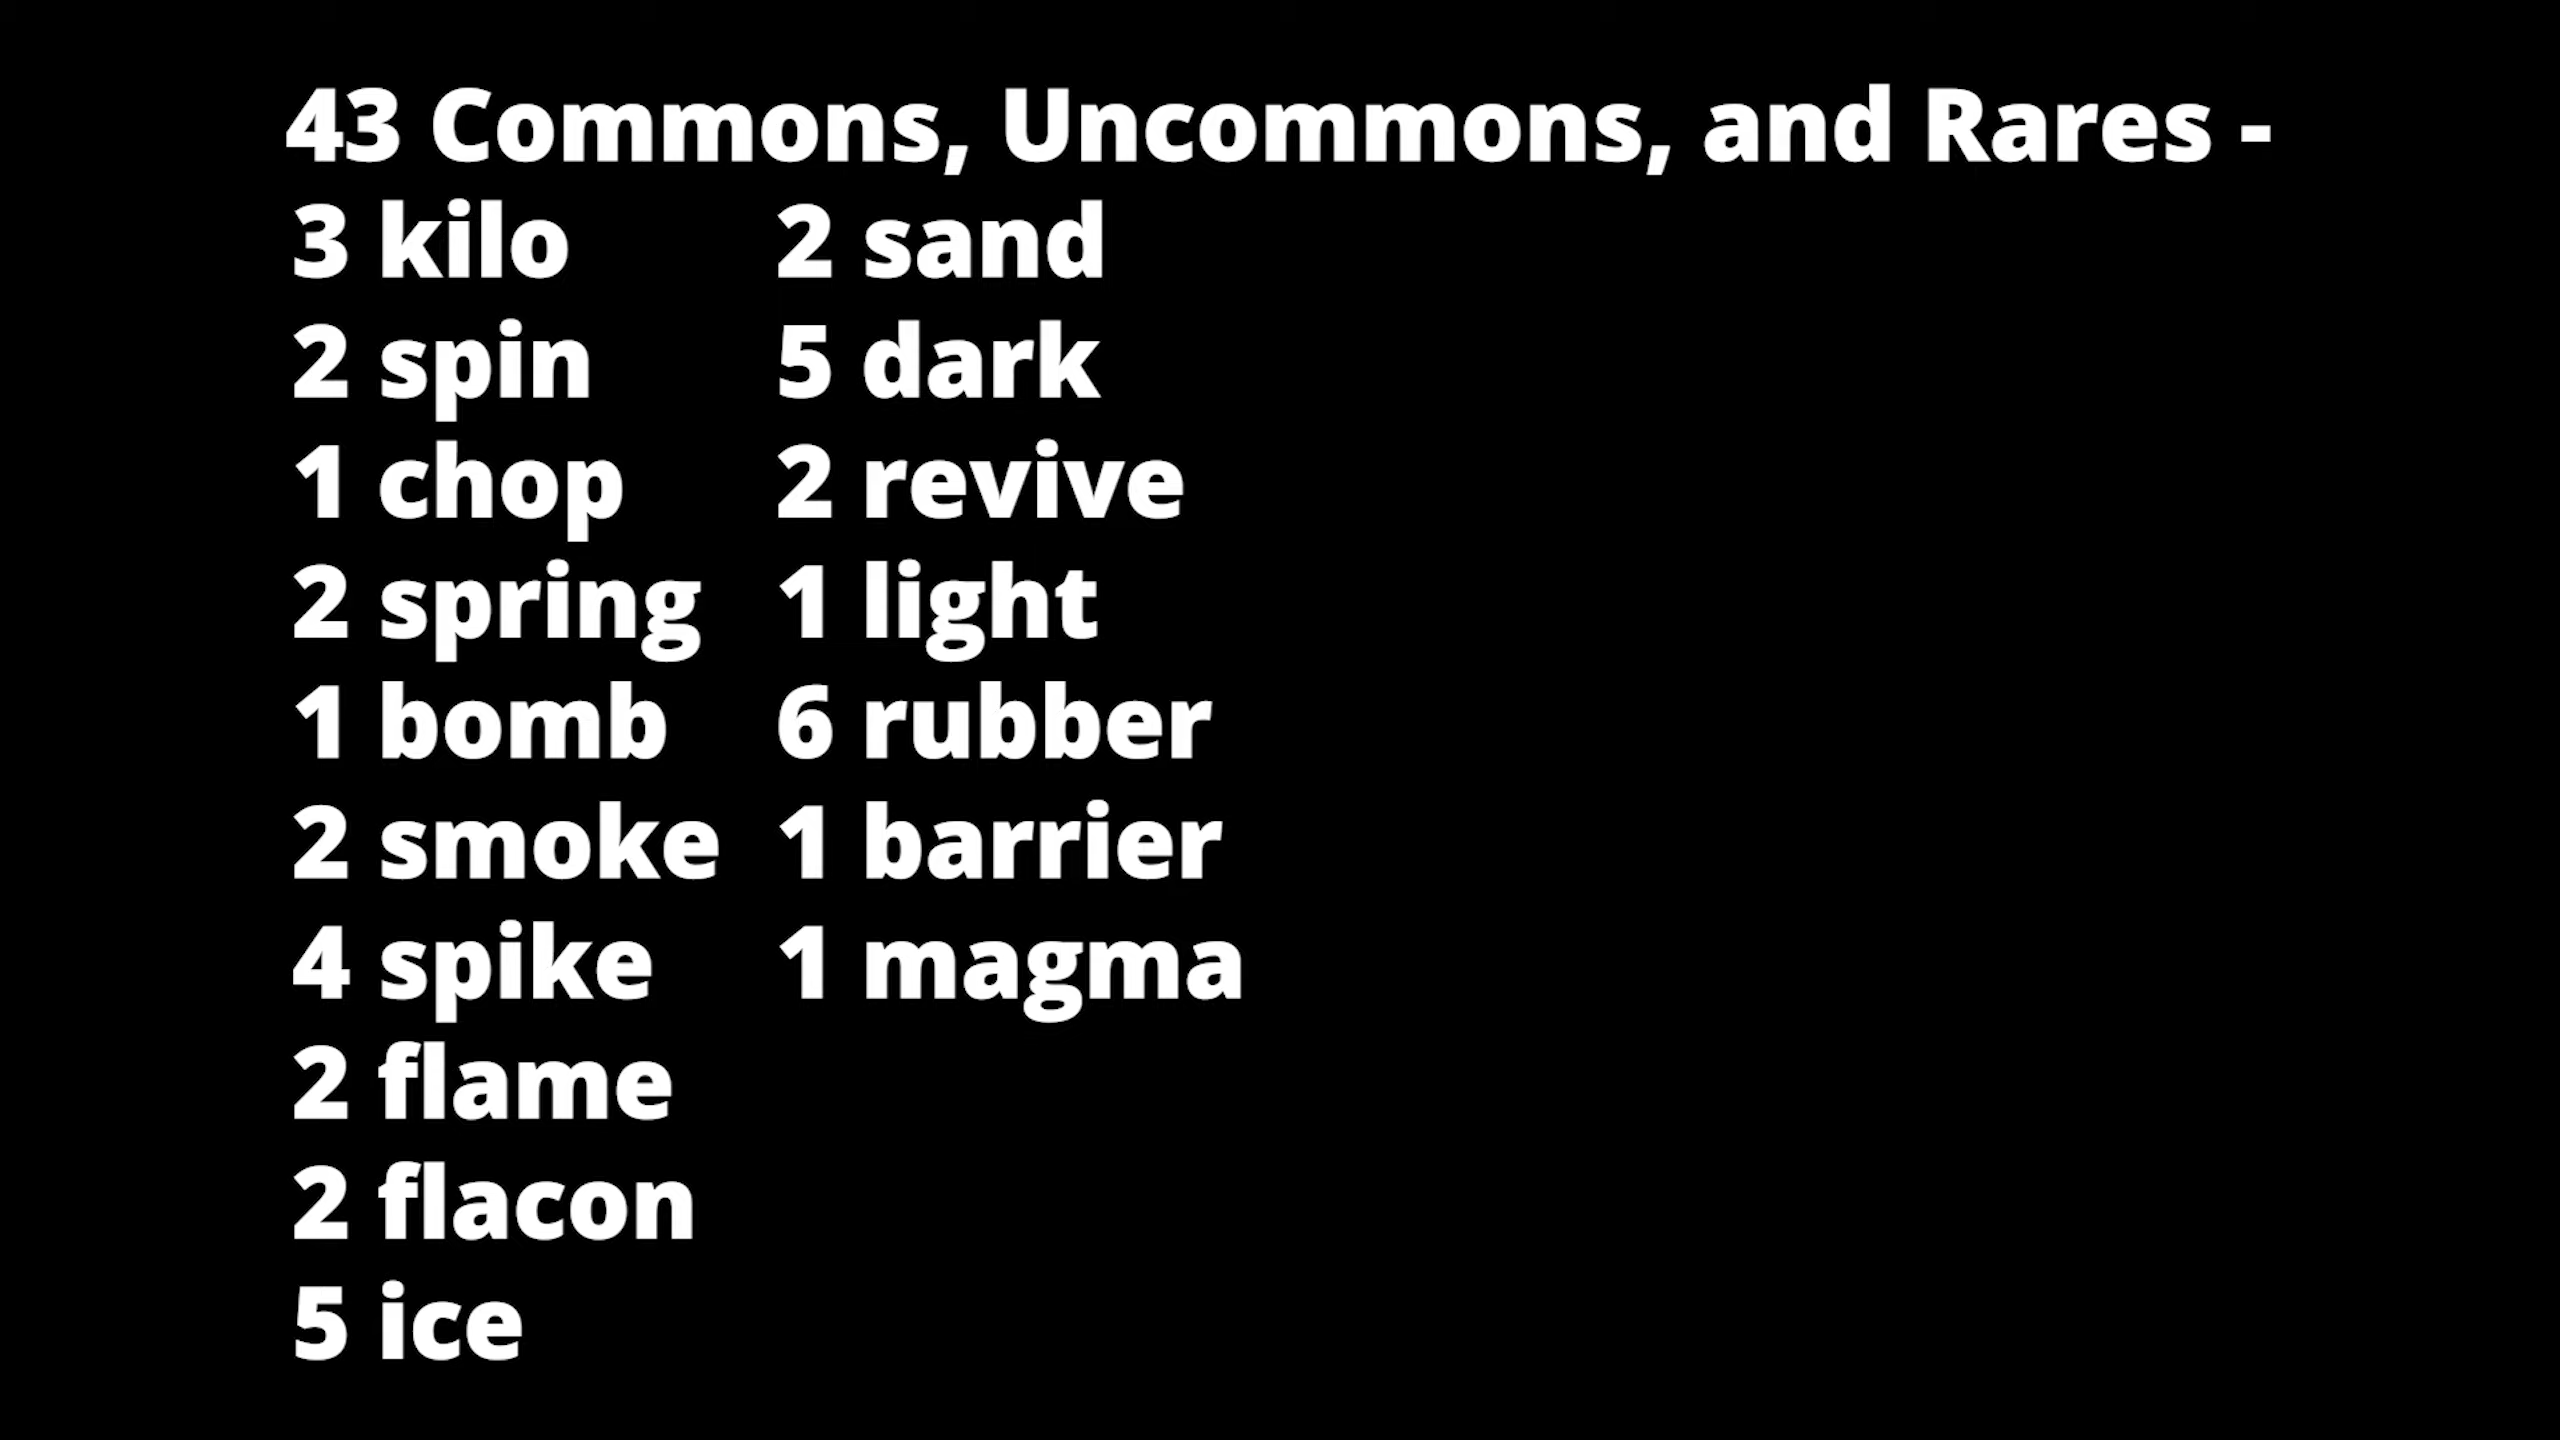 43 Commons, Uncommons, and Rares -
3 kilo
2 spin
1 chop
2 spring
1 bomb
2 smoke
4 spike
2 flame
2 flacon
5 ice
2 sand
5 dark
2 revive
1 light
6 rubber
1 barrier
1 magma